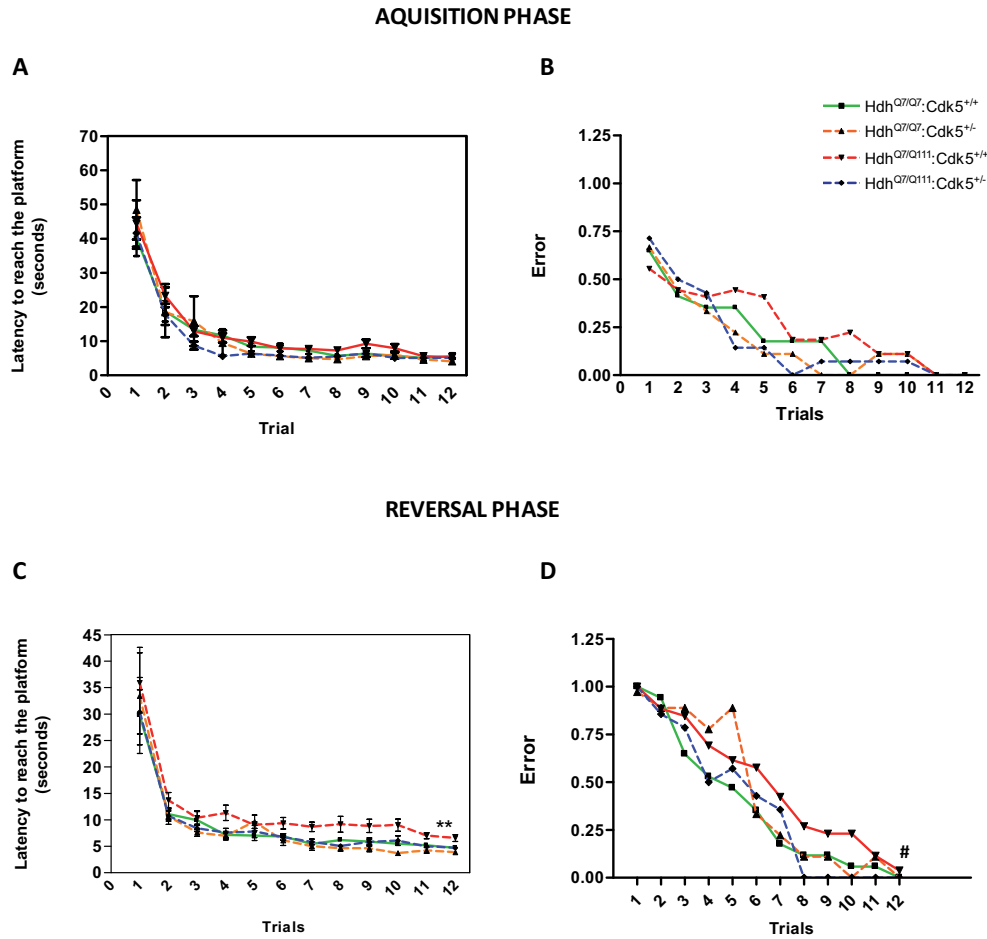 AQUISITION PHASE
A
B
Latency to reach the platform
(seconds)
70
60
50
40
30
20
10
0
0 1 2 3 4 5 6 7 8 9 10 11 12
Trial
Hdh^Q7/Q7:Cdk5^+/+
Hdh^Q7/Q7:Cdk5^+/-
Hdh^Q7/Q111:Cdk5^+/+
Hdh^Q7/Q111:Cdk5^+/-
Error
1.25
1.00
0.75
0.50
0.25
0.00
0 1 2 3 4 5 6 7 8 9 10 11 12
Trials
REVERSAL PHASE
C
D
Latency to reach the platform
(seconds)
45
40
35
30
25
20
15
10
5
0
**
0 1 2 3 4 5 6 7 8 9 10 11 12
Trials
Error
1.25
1.00
0.75
0.50
0.25
0.00
#
1 2 3 4 5 6 7 8 9 10 11 12
Trials